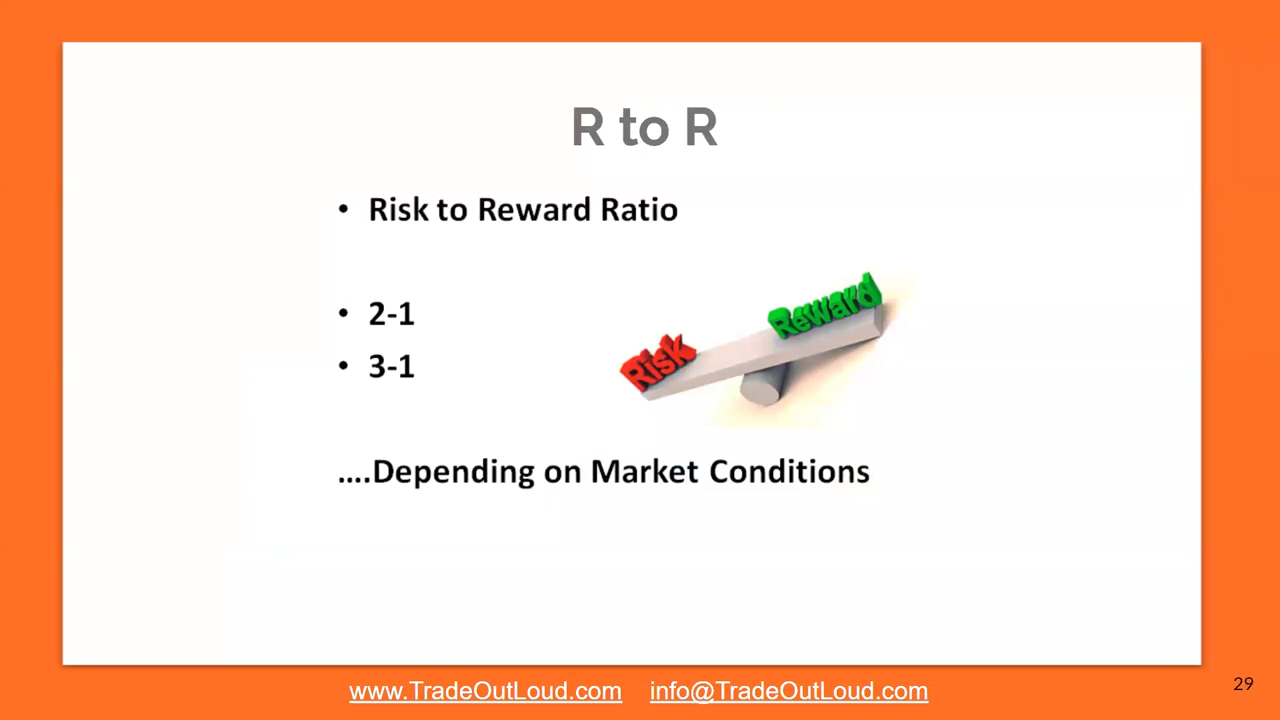 R to R
• Risk to Reward Ratio
• 2-1
• 3-1
Risk
Reward
....Depending on Market Conditions
www.TradeOutLoud.com info@TradeOutLoud.com
29